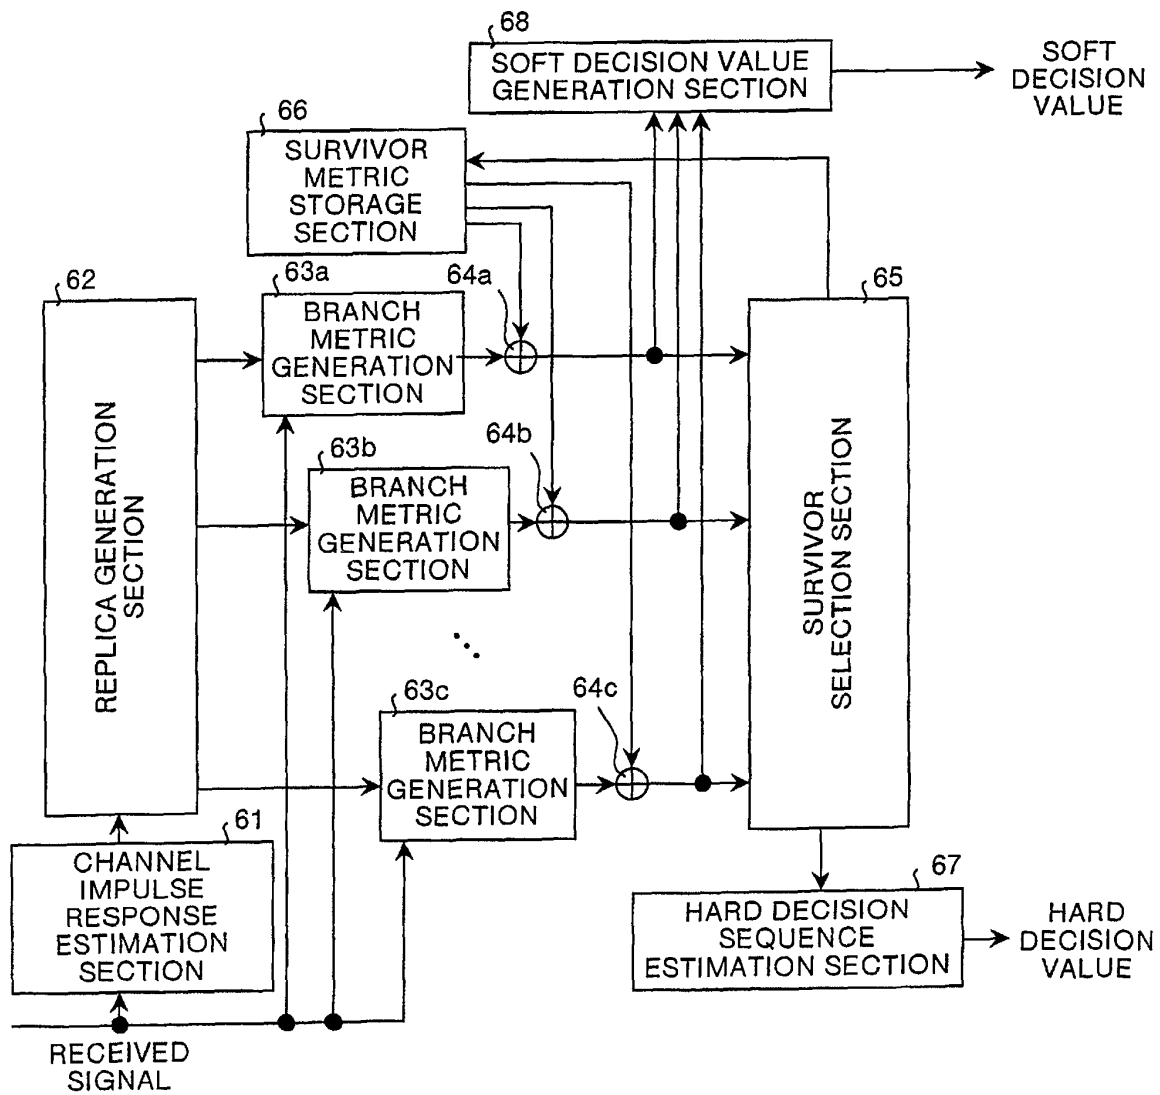 68
SOFT DECISION VALUE
GENERATION SECTION
SOFT
DECISION
VALUE
66
SURVIVOR
METRIC
STORAGE
SECTION
62
REPLICA GENERATION
SECTION
63a
BRANCH
METRIC
GENERATION
SECTION
64a
65
SURVIVOR
SELECTION SECTION
63b
BRANCH
METRIC
GENERATION
SECTION
64b
63c
BRANCH
METRIC
GENERATION
SECTION
64c
61
CHANNEL
IMPULSE
RESPONSE
ESTIMATION
SECTION
67
HARD DECISION
SEQUENCE
ESTIMATION SECTION
HARD
DECISION
VALUE
RECEIVED
SIGNAL